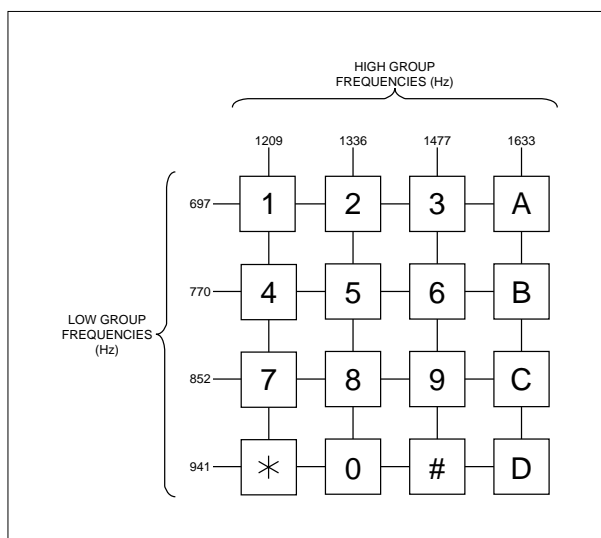 HIGH GROUP
FREQUENCIES (Hz)
1209 1336 1477 1633
697 1 2 3 A
770 4 5 6 B
LOW GROUP
FREQUENCIES
(Hz)
852 7 8 9 C
941 * 0 # D